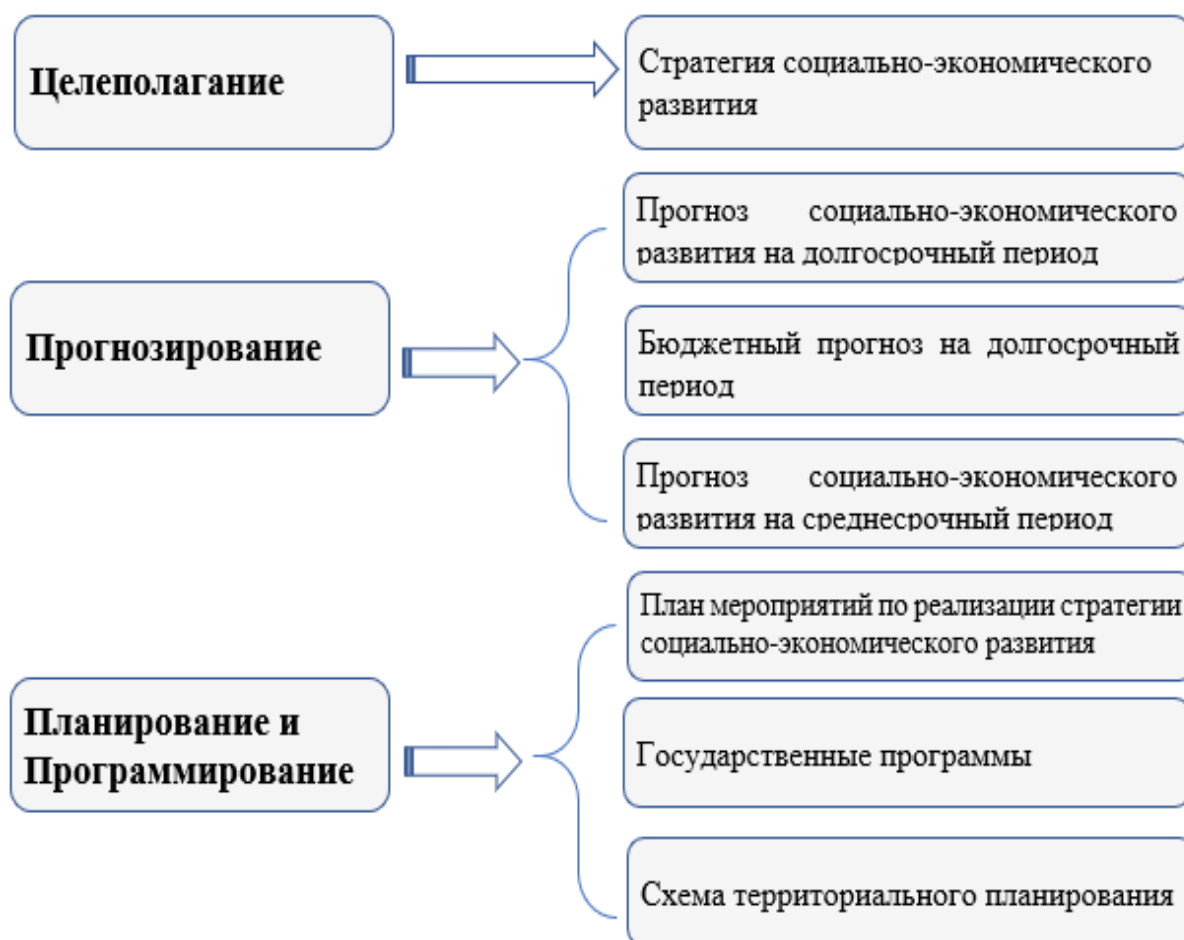 Целеполагание
Стратегия социально-экономического
развития
Прогнозирование
Прогноз социально-экономического
развития на долгосрочный период
Бюджетный прогноз на долгосрочный
период
Прогноз социально-экономического
развития на среднесрочный период
Планирование и
Программирование
План мероприятий по реализации стратегии
социально-экономического развития
Государственные программы
Схема территориального планирования